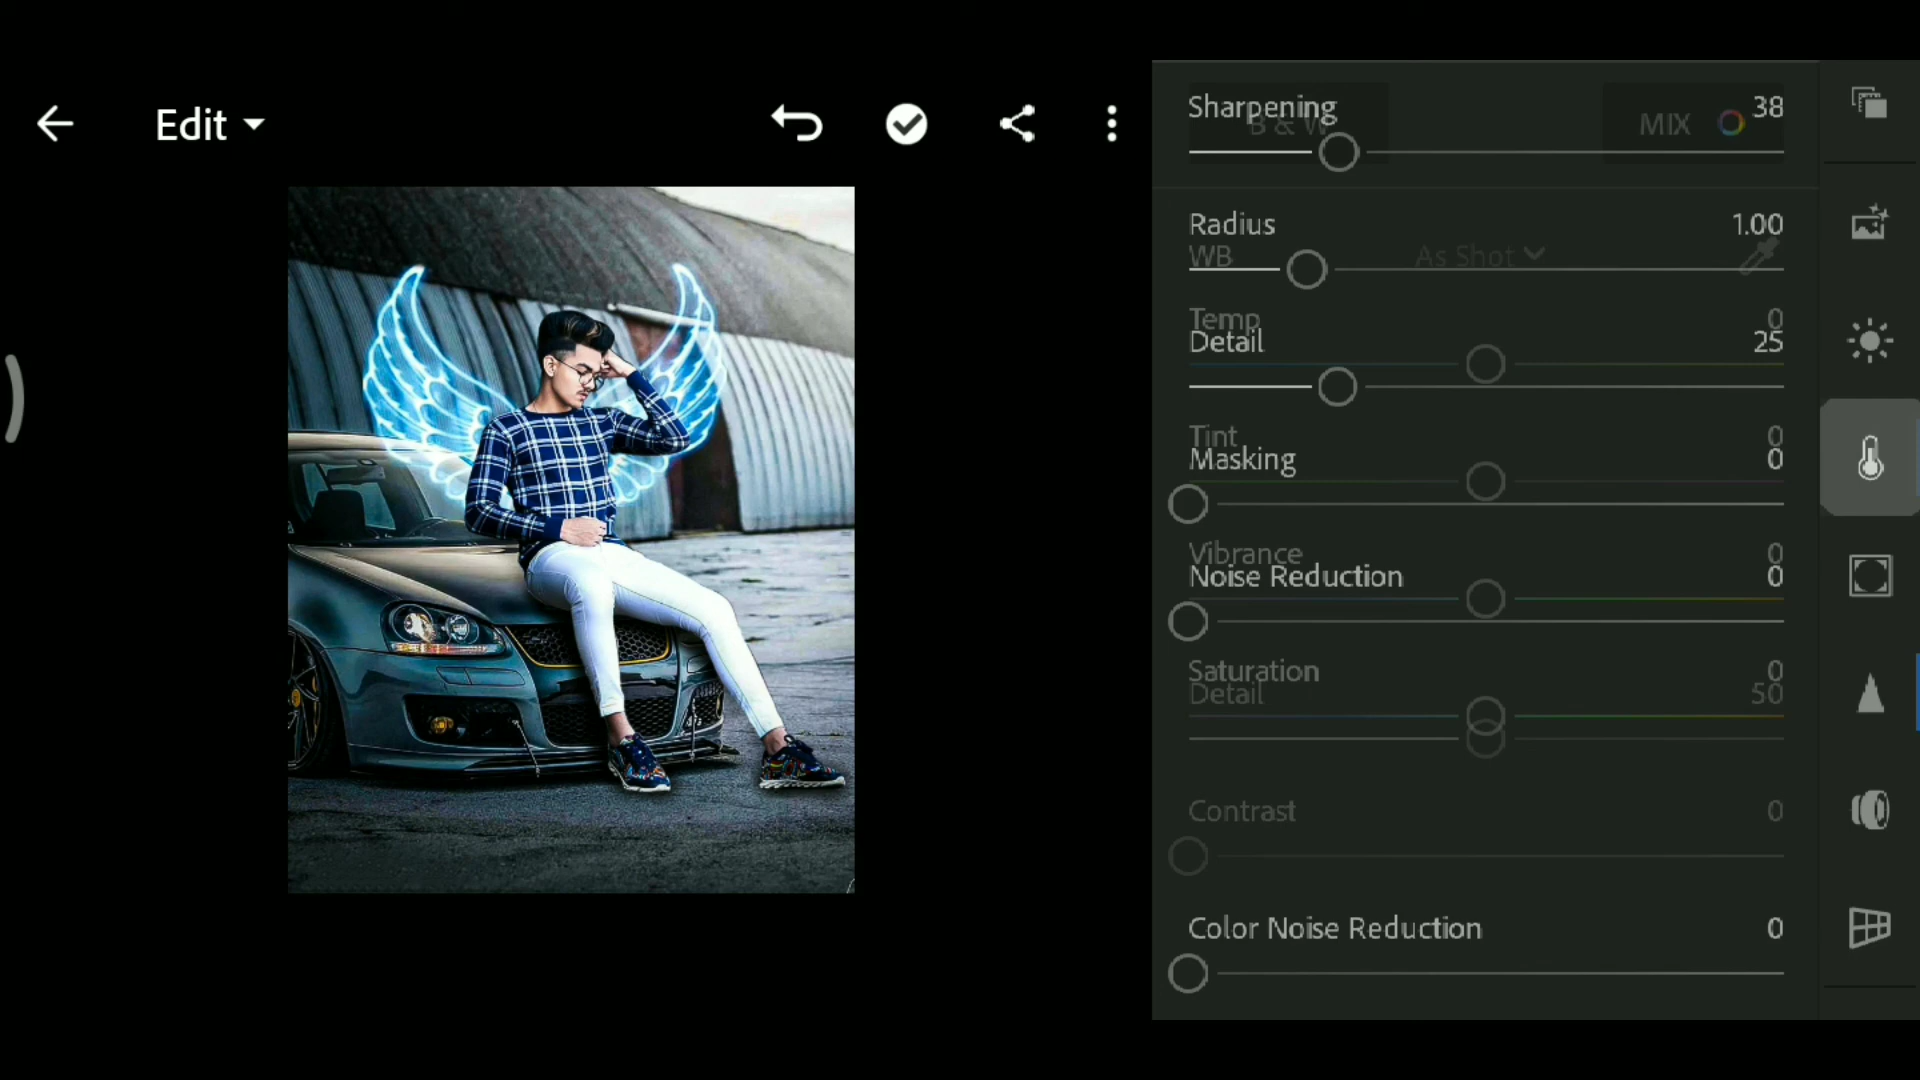 Edit
Sharpening 38
B & W MIX
Radius 1.00
WB As Shot
Temp 0
Detail 25
Tint 0
Masking 0
Vibrance 0
Noise Reduction 0
Saturation 0
Detail 50
Contrast 0
Color Noise Reduction 0